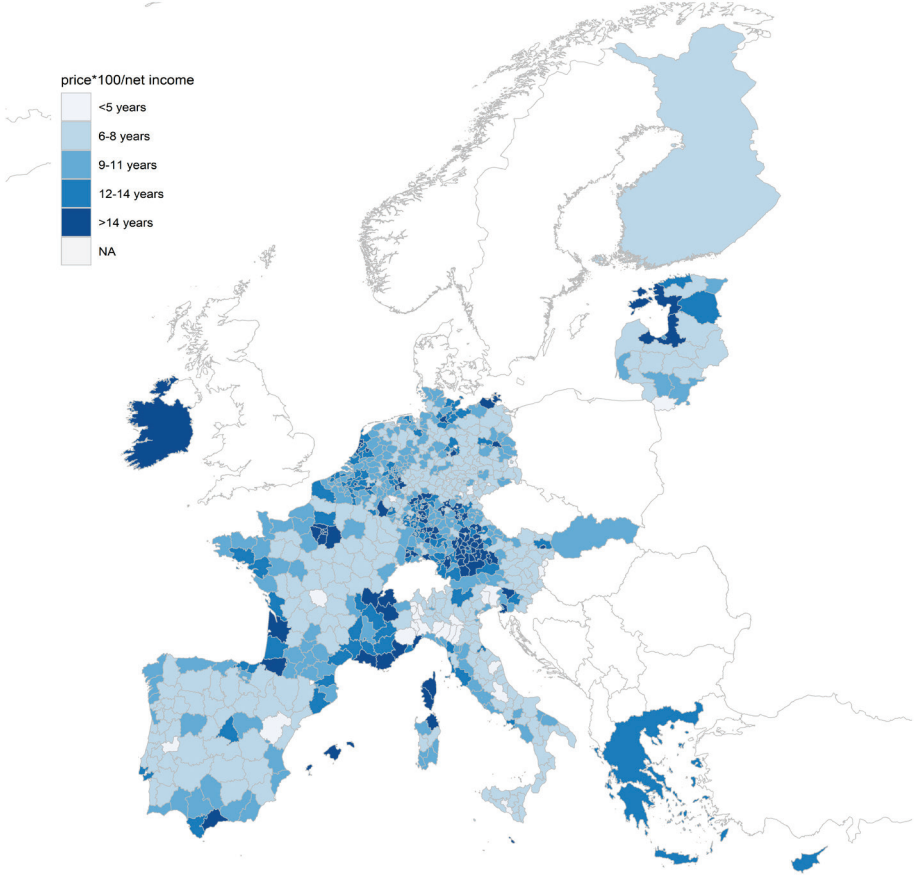 price*100/net income
<5 years
6-8 years
9-11 years
12-14 years
>14 years
NA